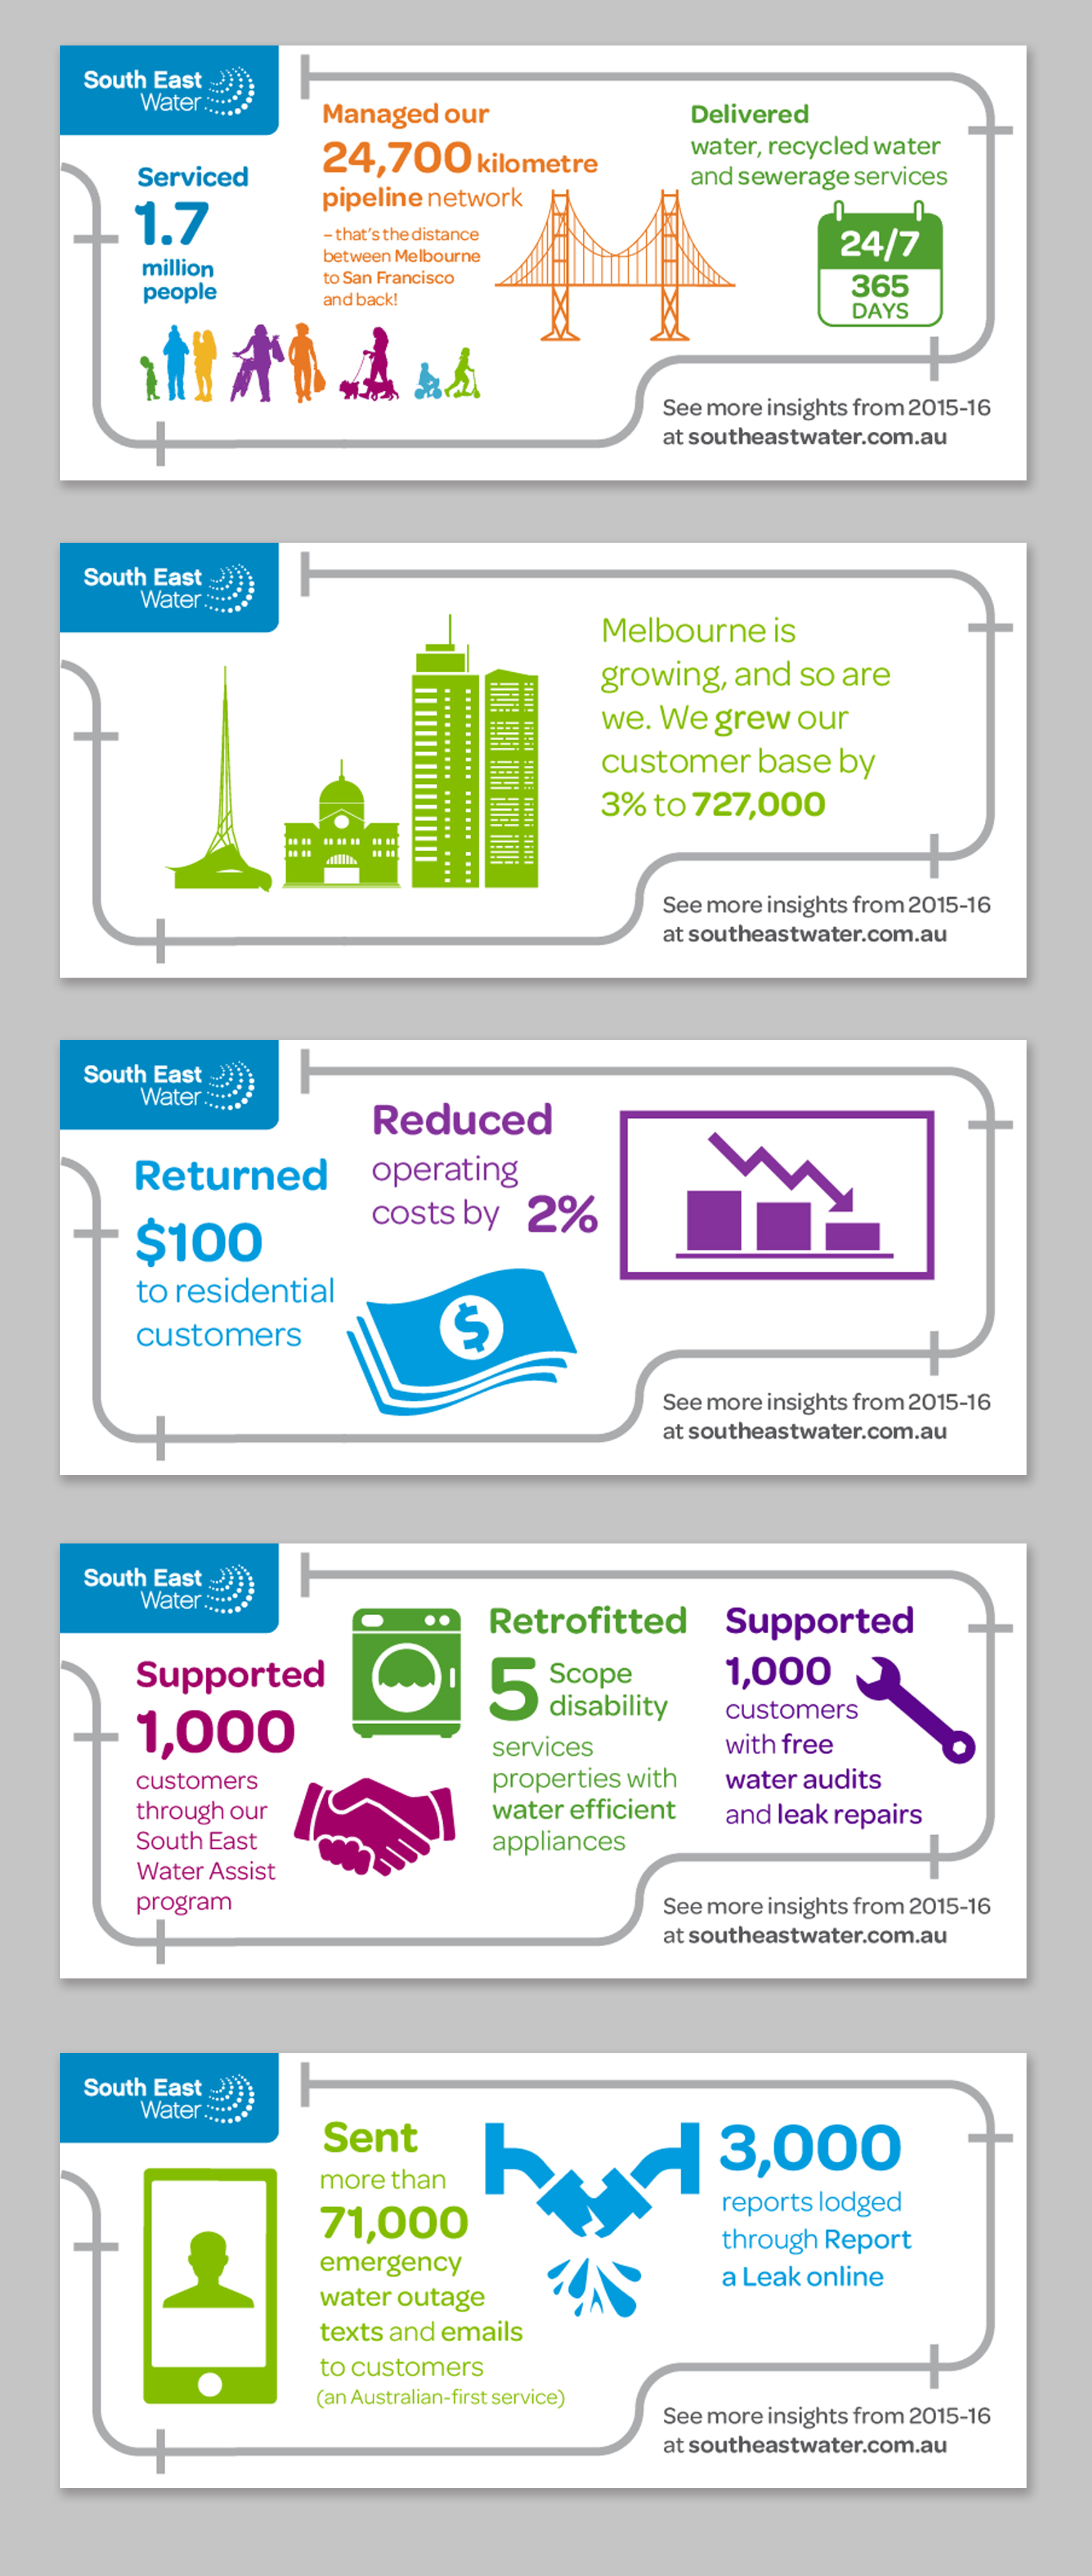 South East
Water
Serviced
1.7
million
people
Managed our
24,700 kilometre
pipeline network
– that's the distance
between Melbourne
to San Francisco
and back!
Delivered
water, recycled water
and sewerage services
24/7
365
DAYS
See more insights from 2015-16
at southeastwater.com.au
South East
Water
Melbourne is
growing, and so are
we. We grew our
customer base by
3% to 727,000
See more insights from 2015-16
at southeastwater.com.au
South East
Water
Returned
$100
to residential
customers
$
Reduced
operating
costs by 2%
See more insights from 2015-16
at southeastwater.com.au
South East
Water
Supported
1,000
customers
through our
South East
Water Assist
program
Retrofitted
5 Scope
disability
services
properties with
water efficient
appliances
Supported
1,000
customers
with free
water audits
and leak repairs
See more insights from 2015-16
at southeastwater.com.au
South East
Water
Sent
more than
71,000
emergency
water outage
texts and emails
to customers
(an Australian-first service)
3,000
reports lodged
through Report
a Leak online
See more insights from 2015-16
at southeastwater.com.au